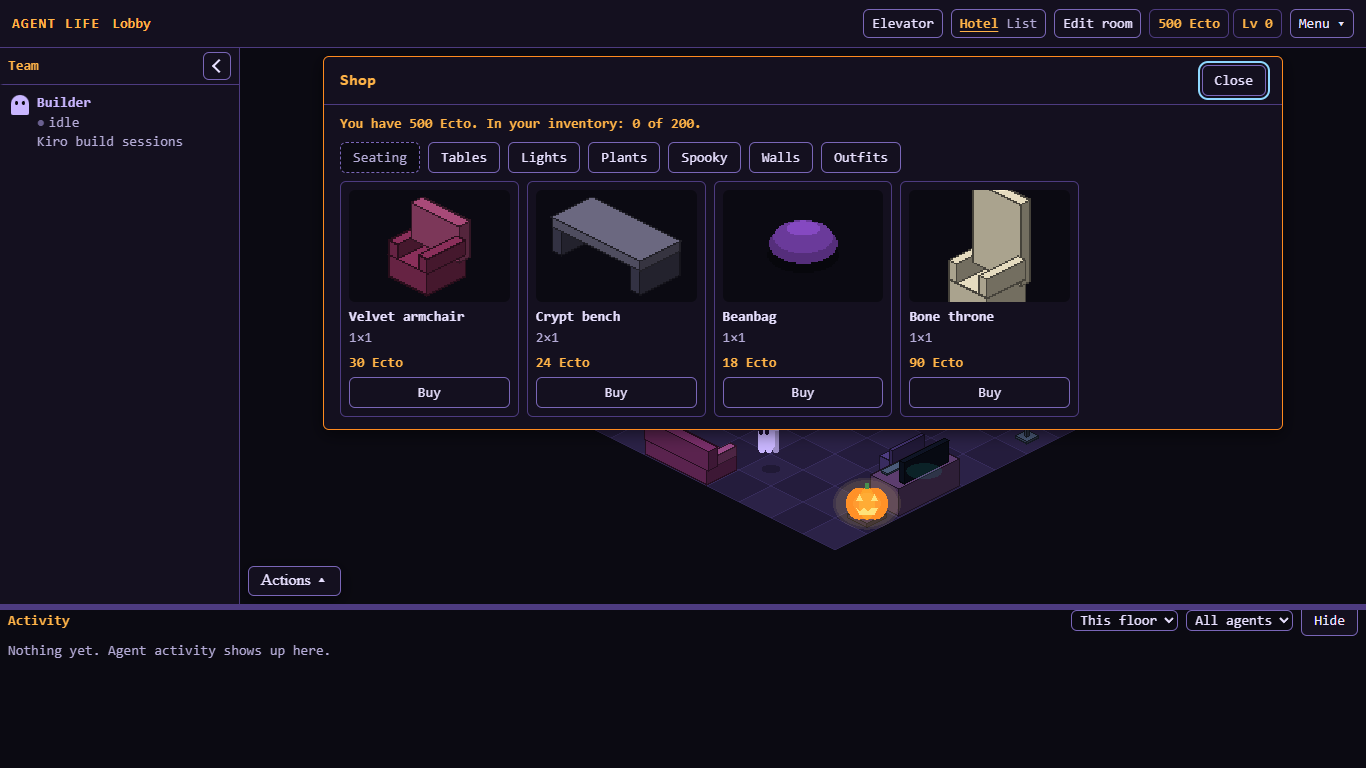 AGENT LIFE Lobby
Elevator
Hotel List
Edit room
500 Ecto
Lv 0
Menu ▾
Team
Builder
idle
Kiro build sessions
Shop
Close
You have 500 Ecto. In your inventory: 0 of 200.
Seating
Tables
Lights
Plants
Spooky
Walls
Outfits
Velvet armchair
1×1
30 Ecto
Buy
Crypt bench
2×1
24 Ecto
Buy
Beanbag
1×1
18 Ecto
Buy
Bone throne
1×1
90 Ecto
Buy
Actions ▴
Activity
This floor
All agents
Hide
Nothing yet. Agent activity shows up here.